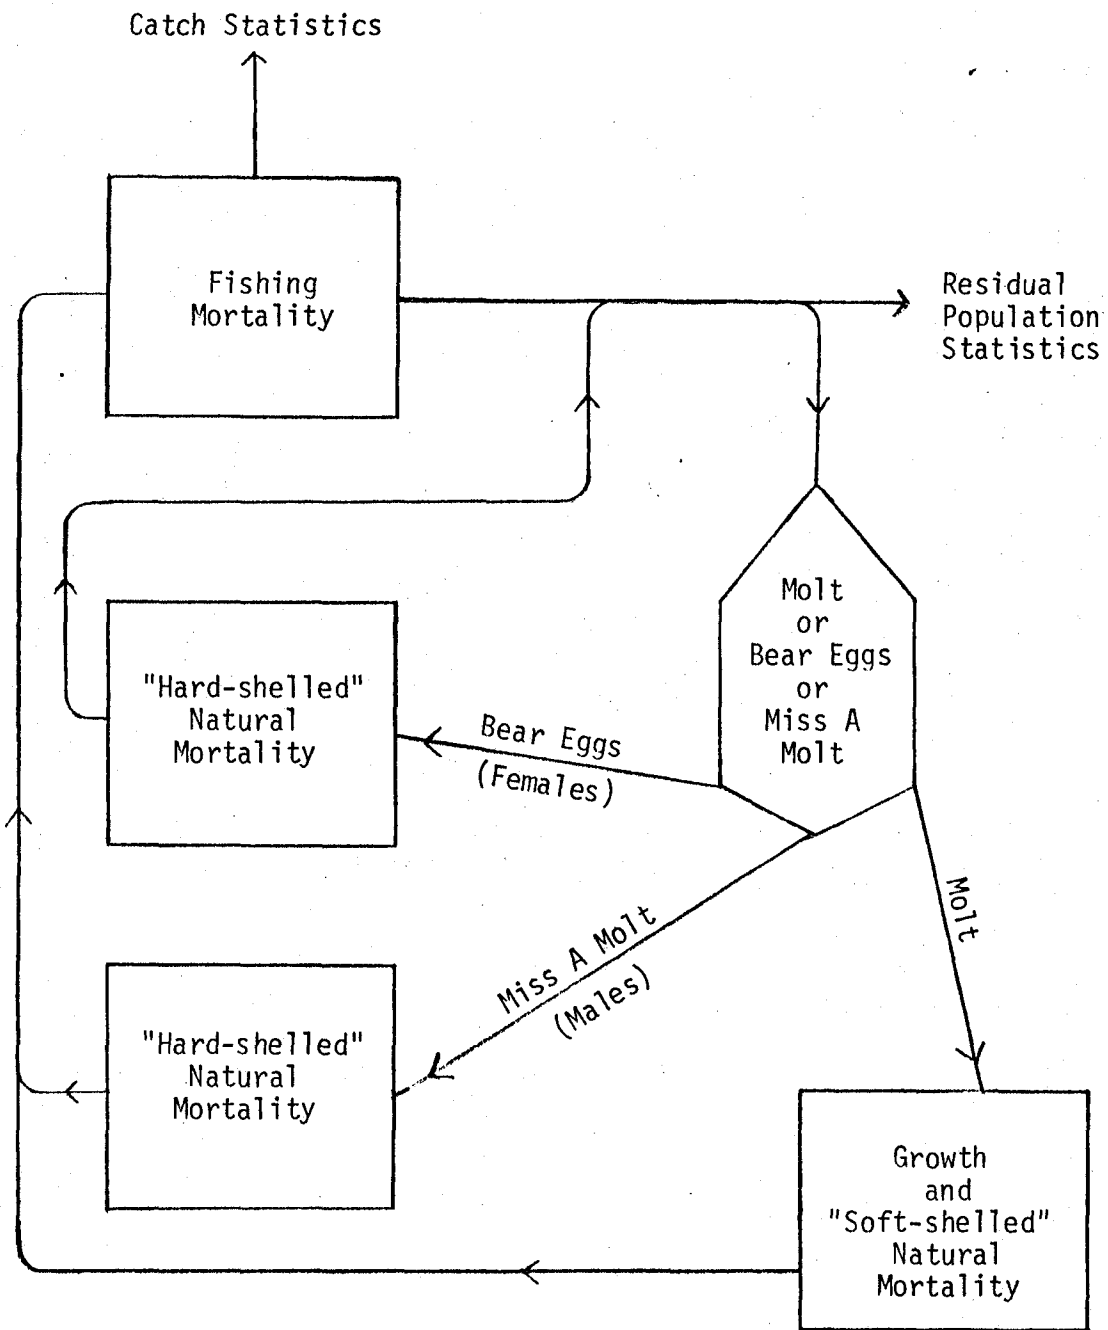 Catch Statistics
Fishing
Mortality
Residual
Population
Statistics
Molt
or
Bear Eggs
or
Miss A
Molt
"Hard-shelled"
Natural
Mortality
Bear Eggs
(Females)
Molt
Miss A Molt
(Males)
"Hard-shelled"
Natural
Mortality
Growth
and
"Soft-shelled"
Natural
Mortality